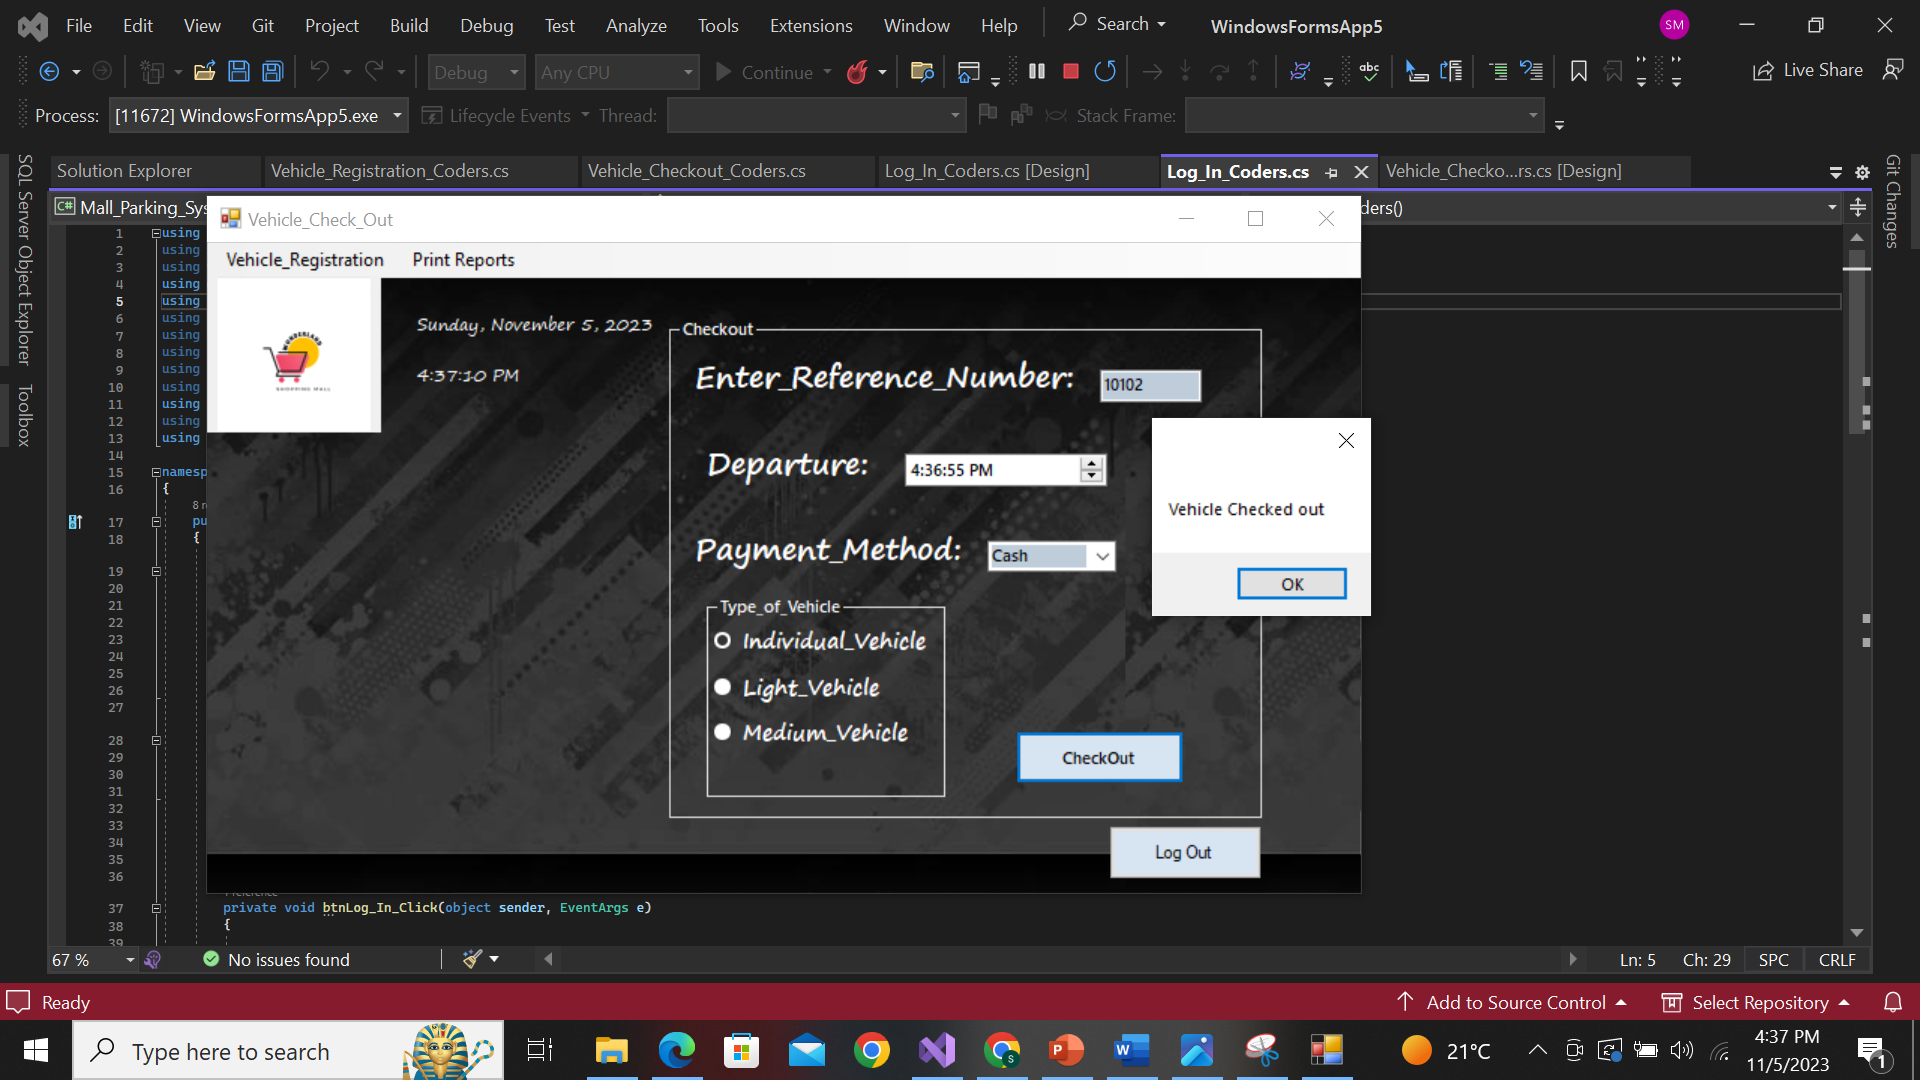 File Edit View Git Project Build Debug Test Analyze Tools Extensions Window Help Search WindowsFormsApp5 SM
Debug Any CPU Continue abc Live Share
Process: [11672] WindowsFormsApp5.exe Lifecycle Events Thread: Stack Frame:
SQL Server Object Explorer
Toolbox
Solution Explorer Vehicle_Registration_Coders.cs Vehicle_Checkout_Coders.cs Log_In_Coders.cs [Design] Log_In_Coders.cs Vehicle_Checko...rs.cs [Design]
Git Changes
C# Mall_Parking_Sys ders()
1 using
2 using
3 using
4 using
5 using
6 using
7 using
8 using
9 using
10 using
11 using
12 using
13 using
14
15 namesp
16 {
17 pu
18 {
19
20
21
22
23
24
25
26
27
28
29
30
31
32
33
34
35
36
37 private void btnLog_In_Click(object sender, EventArgs e)
38 {
39
Vehicle_Check_Out
Vehicle_Registration Print Reports
WUNDERLAND
SHOPPING MALL
Sunday, November 5, 2023
4:37:10 PM
Checkout
Enter_Reference_Number: 10102
Departure: 4:36:55 PM
Payment_Method: Cash
Type_of_Vehicle
Individual_Vehicle
Light_Vehicle
Medium_Vehicle
CheckOut
Log Out
Vehicle Checked out
OK
67 % No issues found Ln: 5 Ch: 29 SPC CRLF
Ready Add to Source Control Select Repository
Type here to search S P W 21°C 4:37 PM
11/5/2023 1